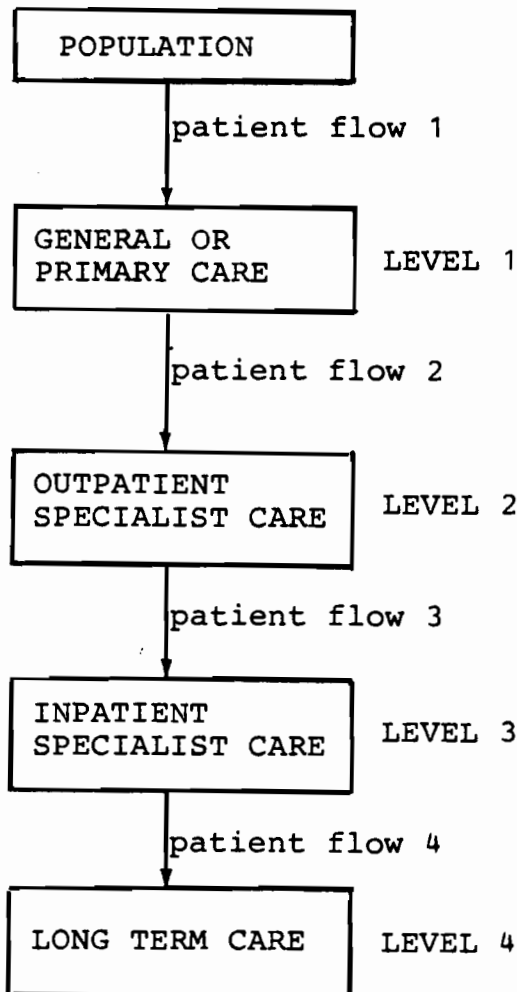 POPULATION
patient flow 1
GENERAL OR
PRIMARY CARE
LEVEL 1
patient flow 2
OUTPATIENT
SPECIALIST CARE
LEVEL 2
patient flow 3
INPATIENT
SPECIALIST CARE
LEVEL 3
patient flow 4
LONG TERM CARE
LEVEL 4